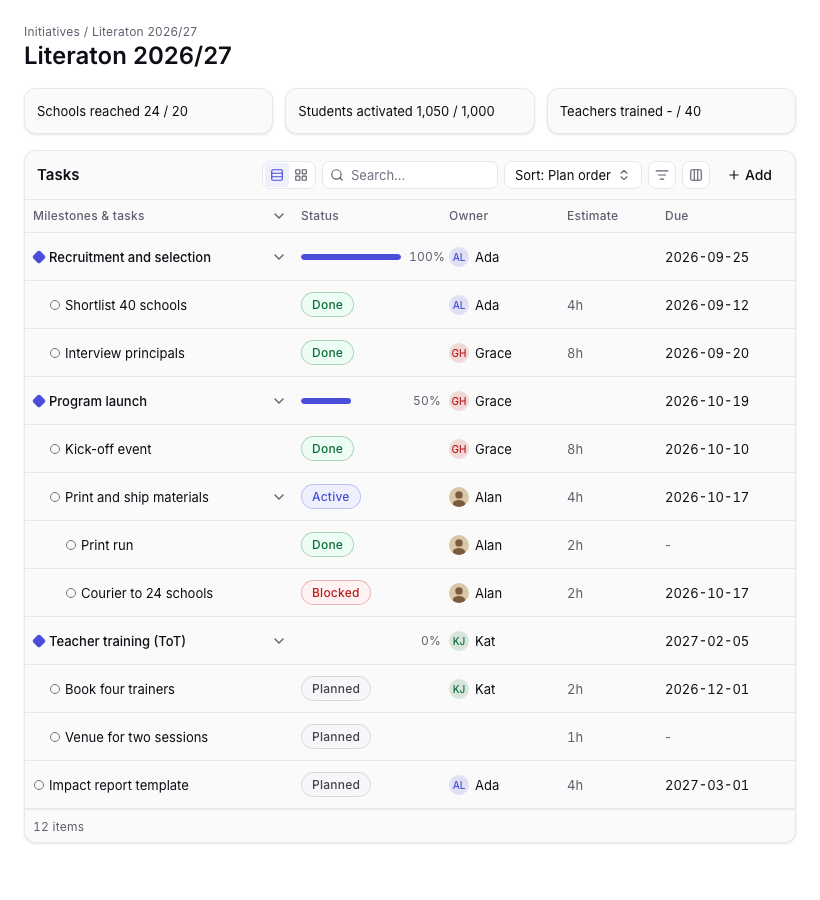 Initiatives / Literaton 2026/27
Literaton 2026/27
Schools reached 24 / 20
Students activated 1,050 / 1,000
Teachers trained - / 40
Tasks
Search...
Sort: Plan order
+ Add
Milestones & tasks Status Owner Estimate Due
Recruitment and selection 100% AL Ada 2026-09-25
Shortlist 40 schools Done AL Ada 4h 2026-09-12
Interview principals Done GH Grace 8h 2026-09-20
Program launch 50% GH Grace 2026-10-19
Kick-off event Done GH Grace 8h 2026-10-10
Print and ship materials Active Alan 4h 2026-10-17
Print run Done Alan 2h -
Courier to 24 schools Blocked Alan 2h 2026-10-17
Teacher training (ToT) 0% KJ Kat 2027-02-05
Book four trainers Planned KJ Kat 2h 2026-12-01
Venue for two sessions Planned 1h -
Impact report template Planned AL Ada 4h 2027-03-01
12 items